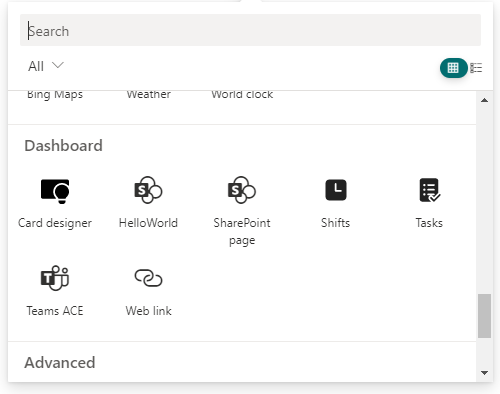 Search
All
Bing Maps Weather World clock
Dashboard
Card designer HelloWorld SharePoint Shifts Tasks
page
Teams ACE Web link
Advanced